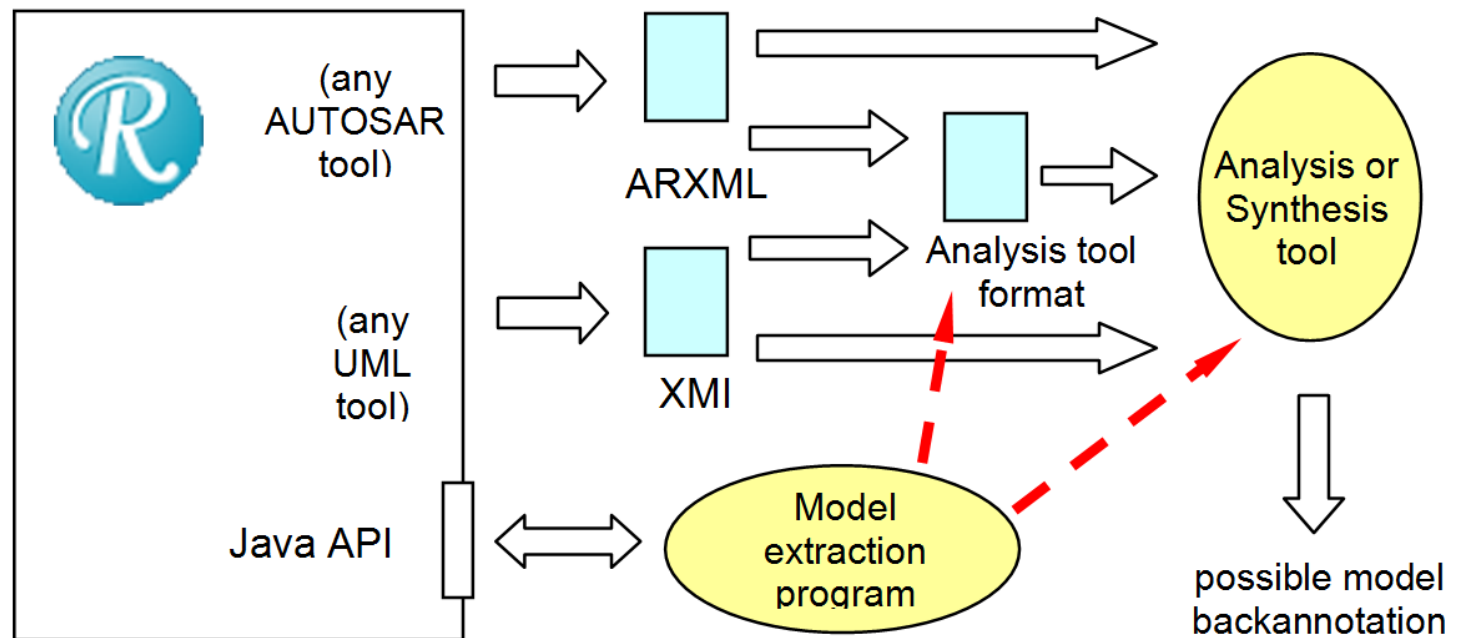 R
(any
AUTOSAR
tool)
ARXML
Analysis tool
format
Analysis or
Synthesis
tool
(any
UML
tool)
XMI
Java API
Model
extraction
program
possible model
backannotation